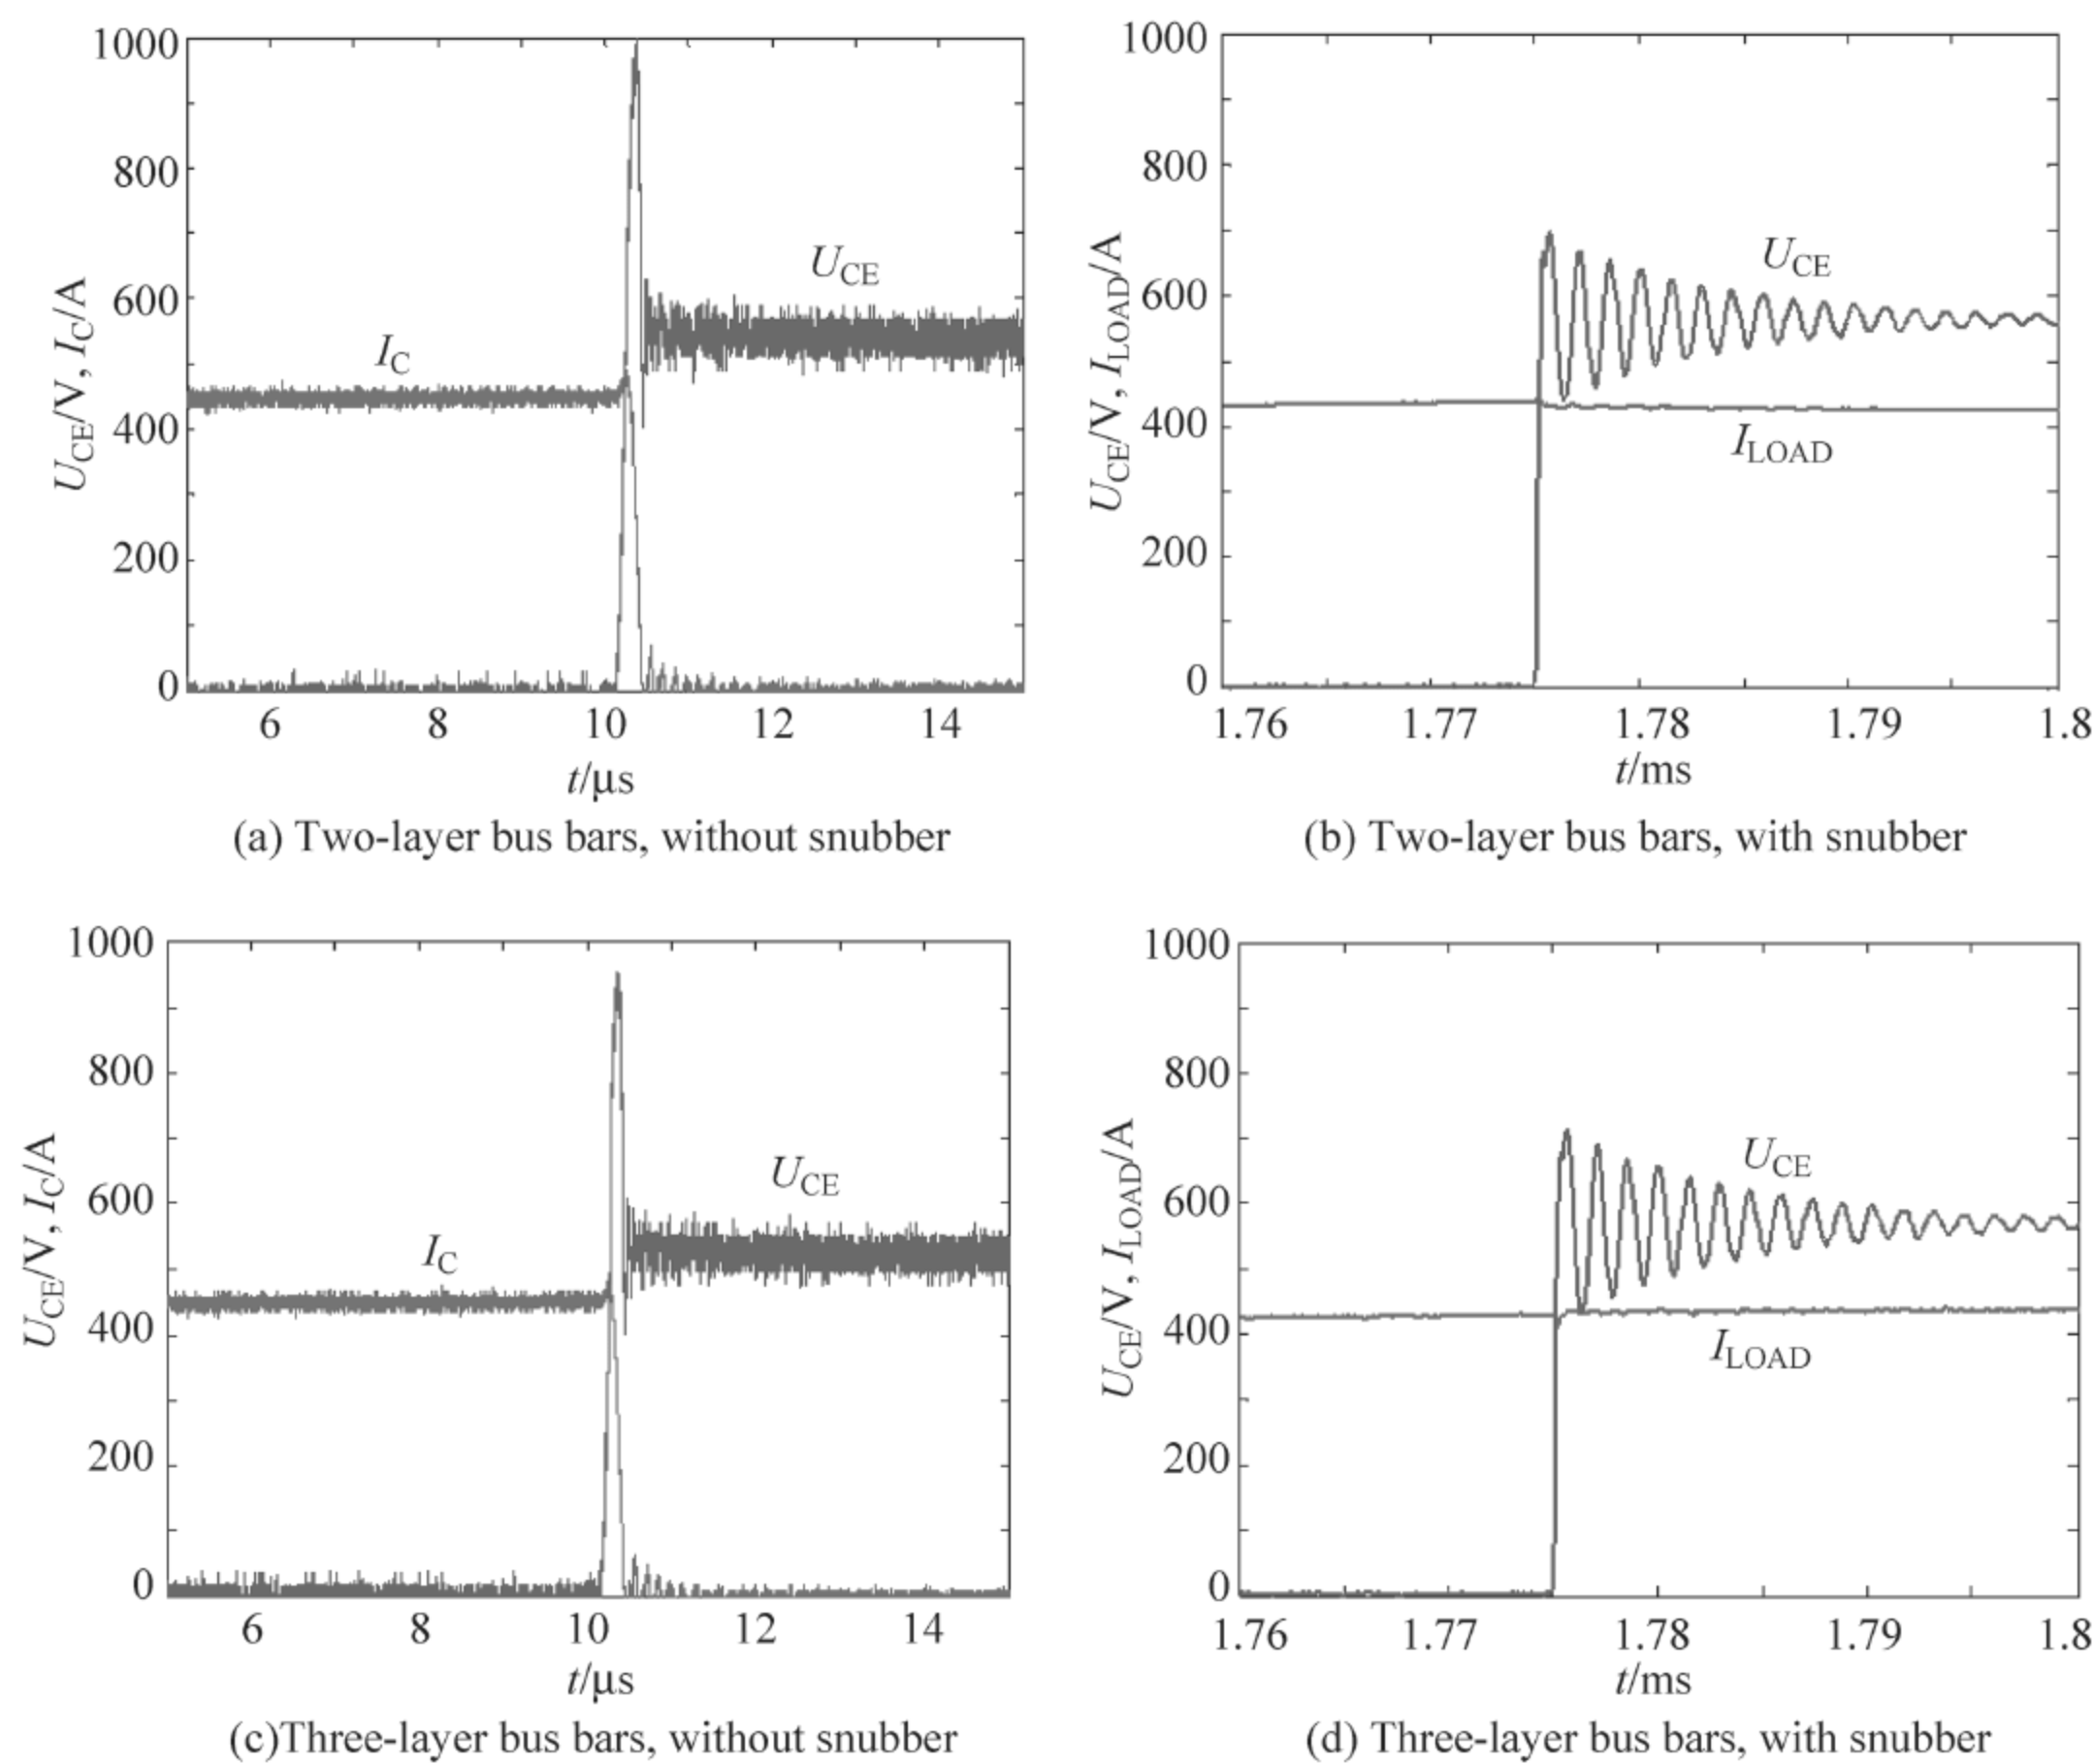 1000
800
600
400
200
0
U_CE/V, I_C/A
I_C
U_CE
6 8 10 12 14
t/μs
(a) Two-layer bus bars, without snubber
1000
800
600
400
200
0
U_CE/V, I_LOAD/A
U_CE
I_LOAD
1.76 1.77 1.78 1.79 1.8
t/ms
(b) Two-layer bus bars, with snubber
1000
800
600
400
200
0
U_CE/V, I_C/A
U_CE
I_C
6 8 10 12 14
t/μs
(c)Three-layer bus bars, without snubber
1000
800
600
400
200
0
U_CE/V, I_LOAD/A
U_CE
I_LOAD
1.76 1.77 1.78 1.79 1.8
t/ms
(d) Three-layer bus bars, with snubber